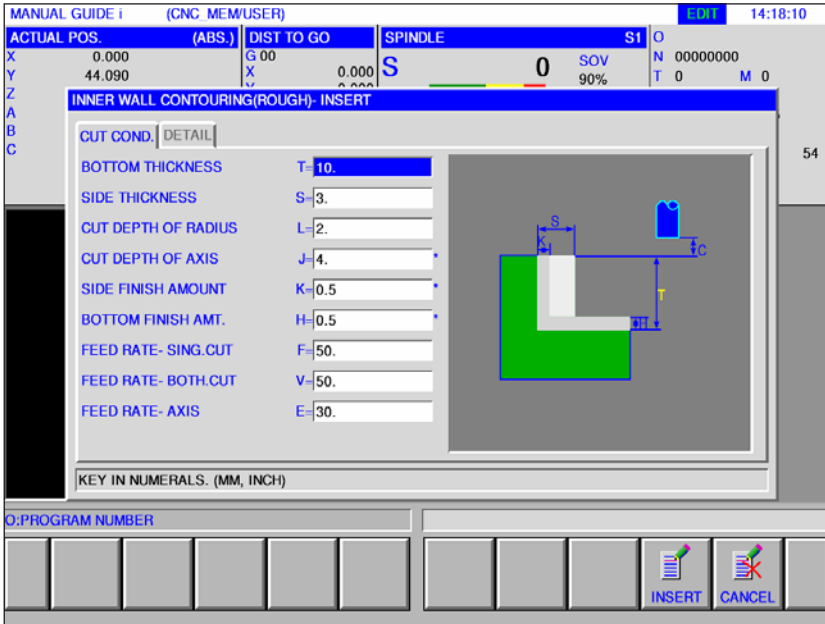 MANUAL GUIDE i (CNC_MEM/USER) EDIT 14:18:10
ACTUAL POS. (ABS.) DIST TO GO SPINDLE S1 O
X 0.000 G 00 S 0 SOV N 00000000
Y 44.090 X 0.000 90% T 0 M 0
Z
INNER WALL CONTOURING(ROUGH)- INSERT
A
B
C
54
CUT COND. DETAIL
BOTTOM THICKNESS T= 10.
SIDE THICKNESS S= 3.
CUT DEPTH OF RADIUS L= 2.
CUT DEPTH OF AXIS J= 4. *
SIDE FINISH AMOUNT K= 0.5 *
BOTTOM FINISH AMT. H= 0.5 *
FEED RATE- SING.CUT F= 50.
FEED RATE- BOTH.CUT V= 50.
FEED RATE- AXIS E= 30.
S
K
C
T
H
KEY IN NUMERALS. (MM, INCH)
O:PROGRAM NUMBER
INSERT CANCEL